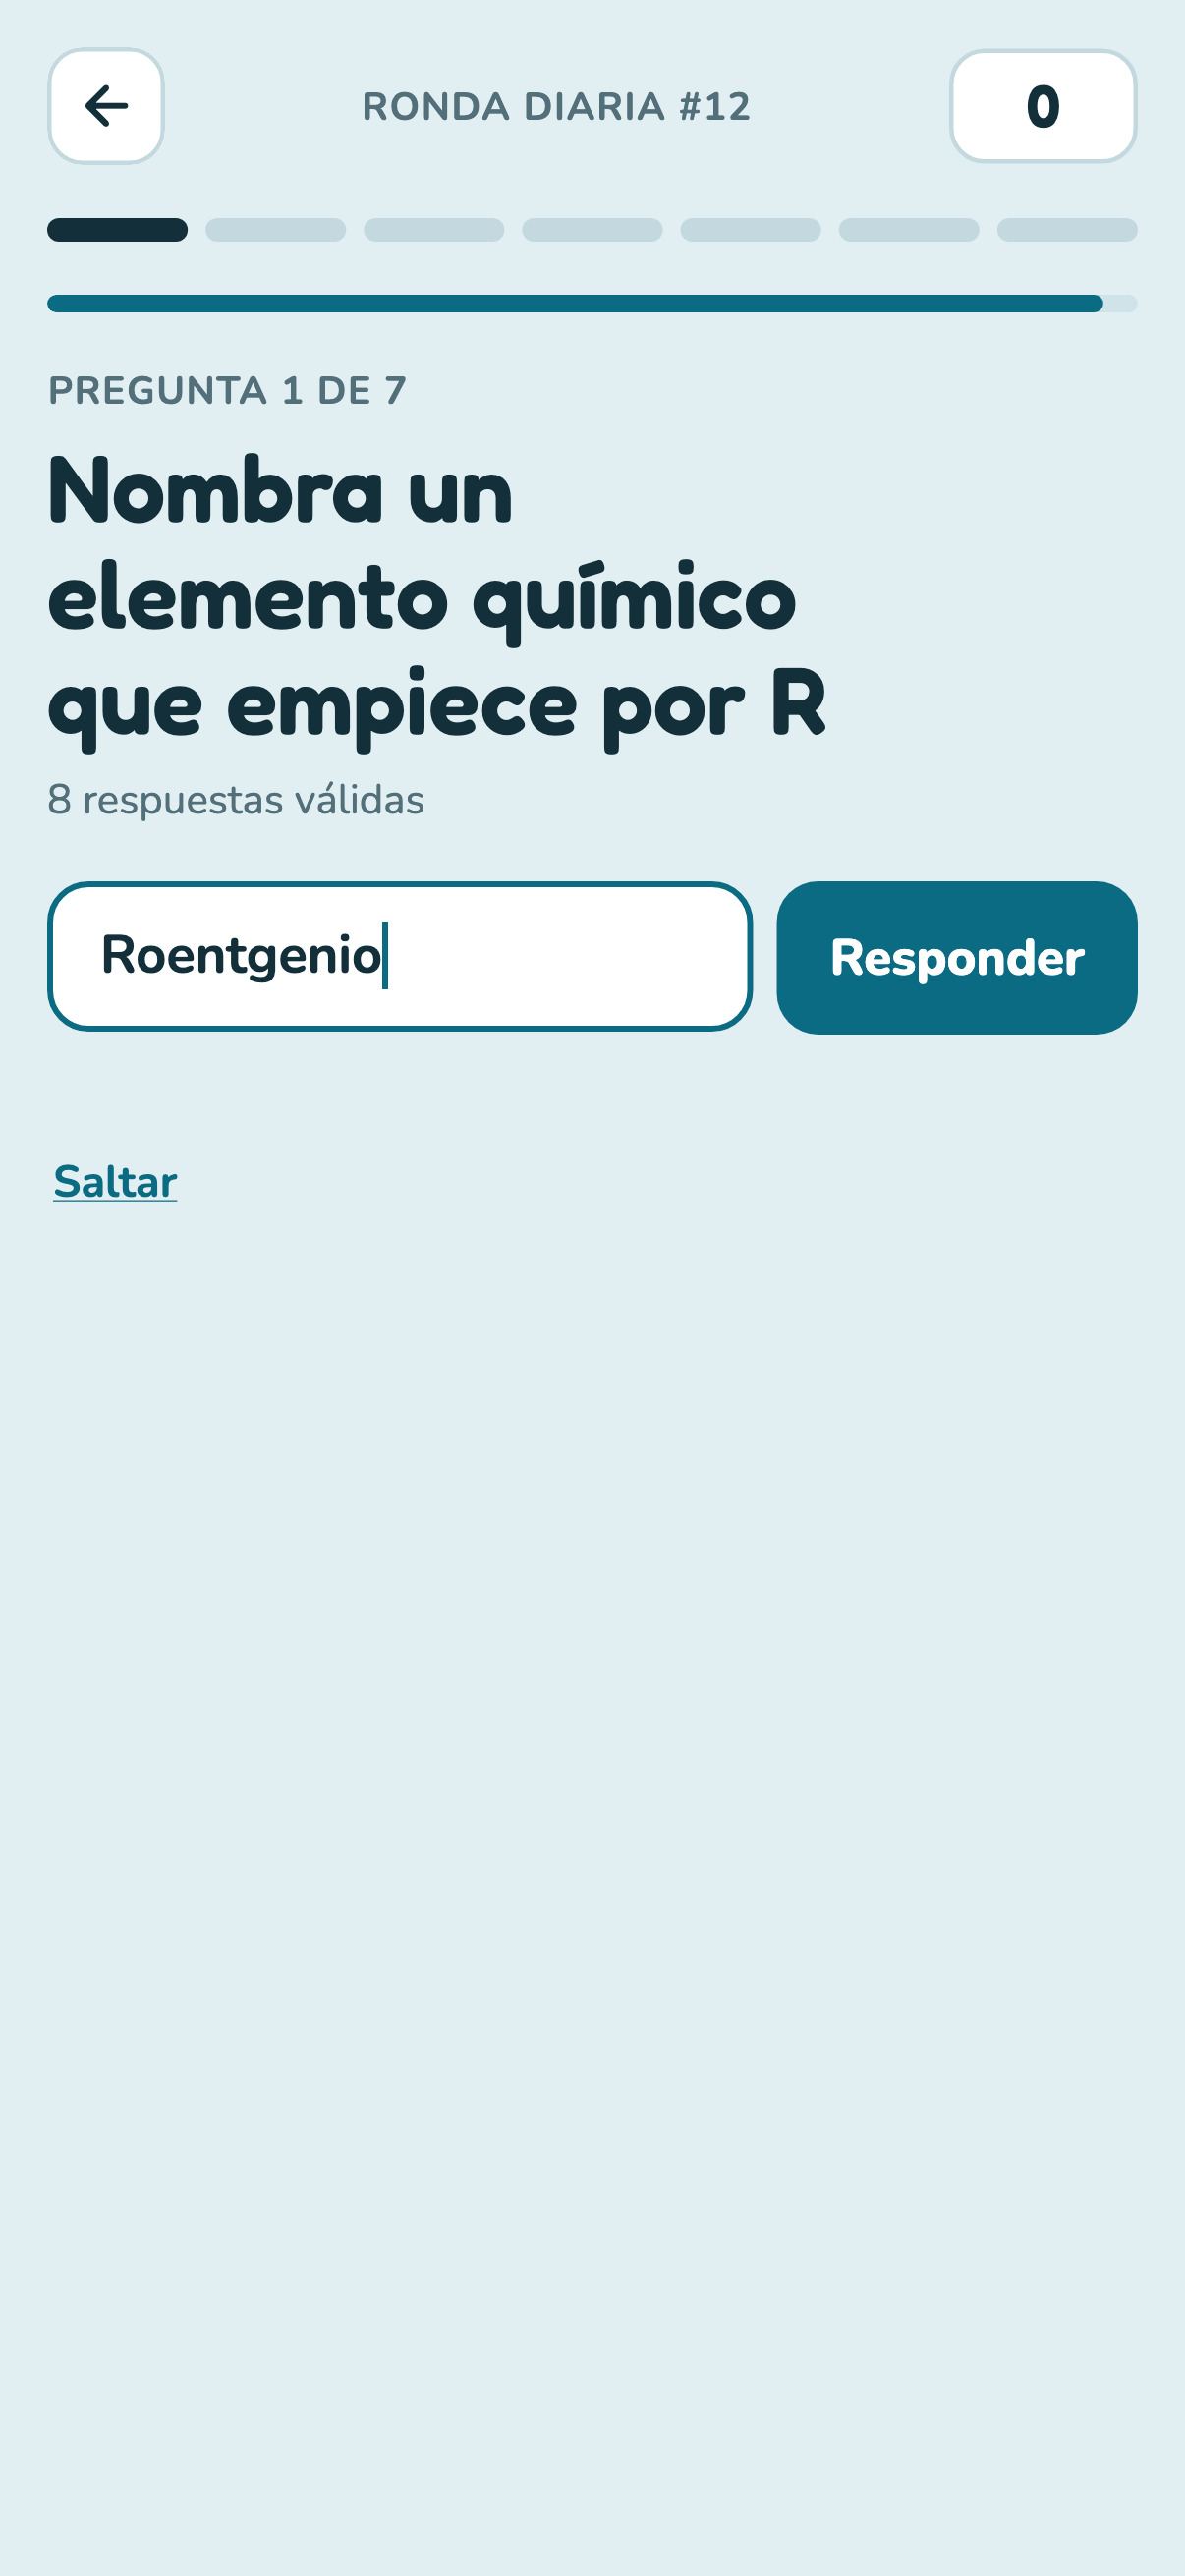 RONDA DIARIA #12
0
PREGUNTA 1 DE 7
Nombra un
elemento químico
que empiece por R
8 respuestas válidas
Roentgenio
Responder
Saltar